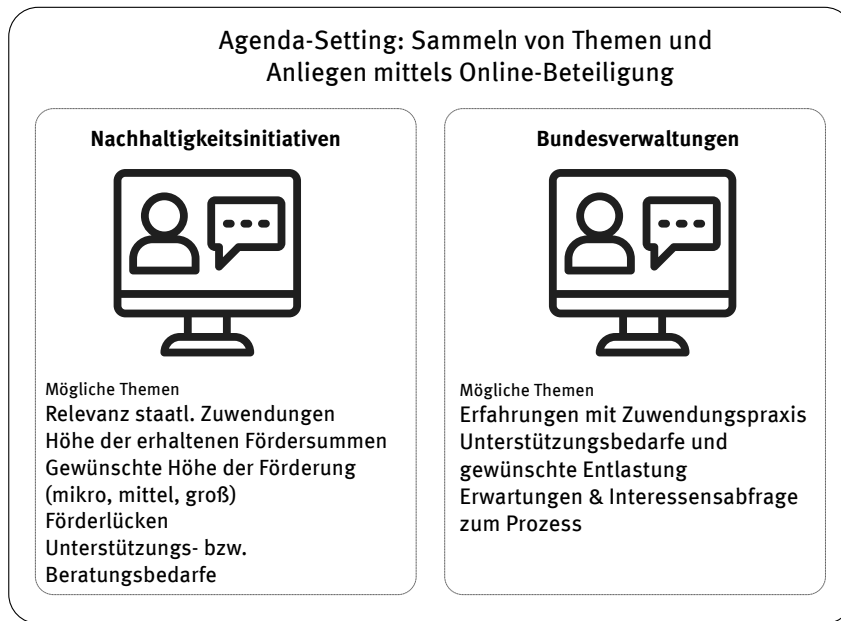 Agenda-Setting: Sammeln von Themen und
Anliegen mittels Online-Beteiligung
Nachhaltigkeitsinitiativen
Mögliche Themen
Relevanz staatl. Zuwendungen
Höhe der erhaltenen Fördersummen
Gewünschte Höhe der Förderung
(mikro, mittel, groß)
Förderlücken
Unterstützungs- bzw.
Beratungsbedarfe
Bundesverwaltungen
Mögliche Themen
Erfahrungen mit Zuwendungspraxis
Unterstützungsbedarfe und
gewünschte Entlastung
Erwartungen & Interessensabfrage
zum Prozess